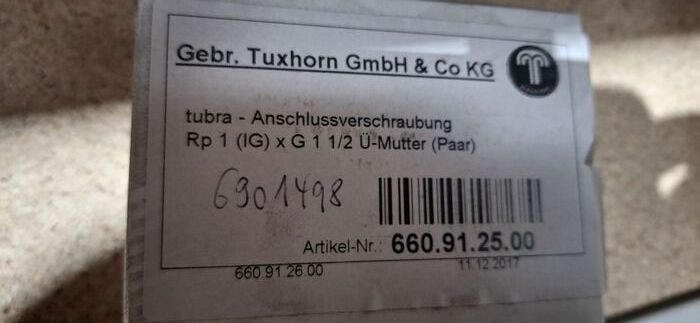 Gebr. Tuxhorn GmbH & Co KG
tubra - Anschlussverschraubung
Rp 1 (IG) x G 1 1/2 Ü-Mutter (Paar)
6901498
Artikel-Nr.: 660.91.25.00
660.91.26.00 11.12.2017